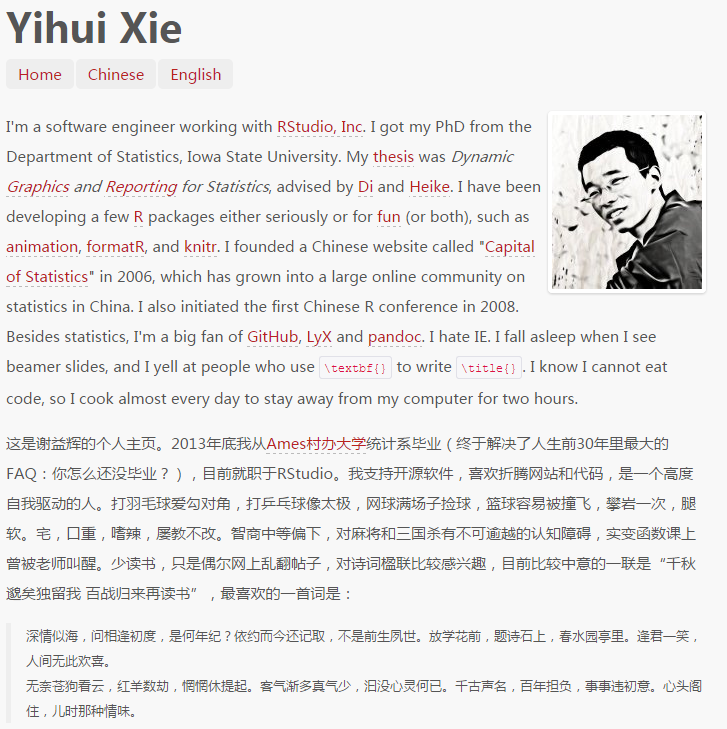 Yihui Xie
Home Chinese English
I'm a software engineer working with RStudio, Inc. I got my PhD from the
Department of Statistics, Iowa State University. My thesis was Dynamic
Graphics and Reporting for Statistics, advised by Di and Heike. I have been
developing a few R packages either seriously or for fun (or both), such as
animation, formatR, and knitr. I founded a Chinese website called "Capital
of Statistics" in 2006, which has grown into a large online community on
statistics in China. I also initiated the first Chinese R conference in 2008.
Besides statistics, I'm a big fan of GitHub, LyX and pandoc. I hate IE. I fall asleep when I see
beamer slides, and I yell at people who use \textbf{} to write \title{}. I know I cannot eat
code, so I cook almost every day to stay away from my computer for two hours.
这是谢益辉的个人主页。2013年底我从Ames村办大学统计系毕业（终于解决了人生前30年里最大的
FAQ：你怎么还没毕业？），目前就职于RStudio。我支持开源软件，喜欢折腾网站和代码，是一个高度
自我驱动的人。打羽毛球爱勾对角，打乒乓球像太极，网球满场子捡球，篮球容易被撞飞，攀岩一次，腿
软。宅，口重，嗜辣，屡教不改。智商中等偏下，对麻将和三国杀有不可逾越的认知障碍，实变函数课上
曾被老师叫醒。少读书，只是偶尔网上乱翻帖子，对诗词楹联比较感兴趣，目前比较中意的一联是“千秋
邈矣独留我 百战归来再读书”，最喜欢的一首词是：
深情似海，问相逢初度，是何年纪？依约而今还记取，不是前生夙世。放学花前，题诗石上，春水园亭里。逢君一笑，
人间无此欢喜。
无奈苍狗看云，红羊数劫，惘惘休提起。客气渐多真气少，汩没心灵何已。千古声名，百年担负，事事违初意。心头阁
住，儿时那种情味。